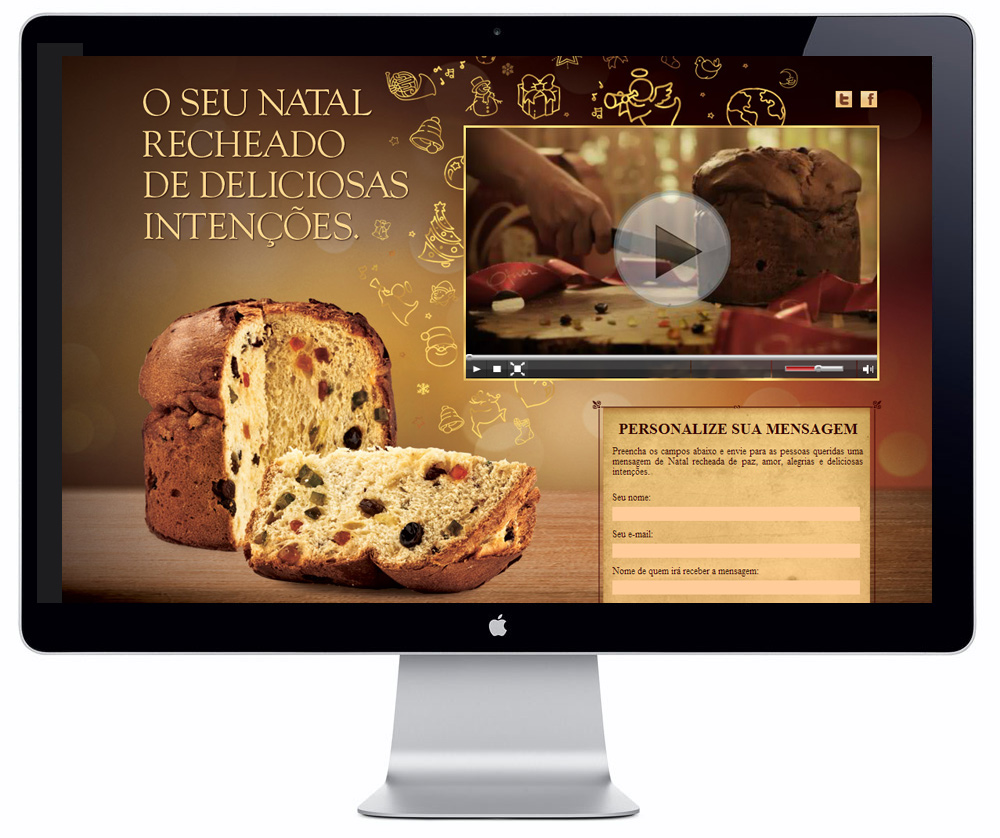 O SEU NATAL
RECHEADO
DE DELICIOSAS
INTENÇÕES.
PERSONALIZE SUA MENSAGEM
Preencha os campos abaixo e envie para as pessoas queridas uma
mensagem de Natal recheada de paz, amor, alegrias e deliciosas
intenções..
Seu nome:
Seu e-mail:
Nome de quem irá receber a mensagem: